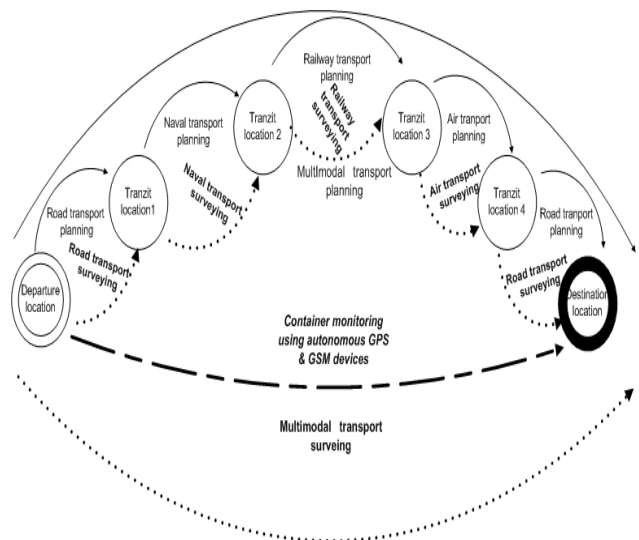 Railway transport
planning
Railway
transport
surveying
Naval transport
planning
Tranzit
location 2
Tranzit
location 3
Air tranport
planning
Multimodal transport
planning
Naval transport
surveying
Air transport
surveying
Tranzit
location1
Tranzit
location 4
Road transport
planning
Road tranport
planning
Road transport
surveying
Road transport
surveying
Departure
location
Destination
location
Container monitoring
using autonomous GPS
& GSM devices
Multimodal transport
surveing